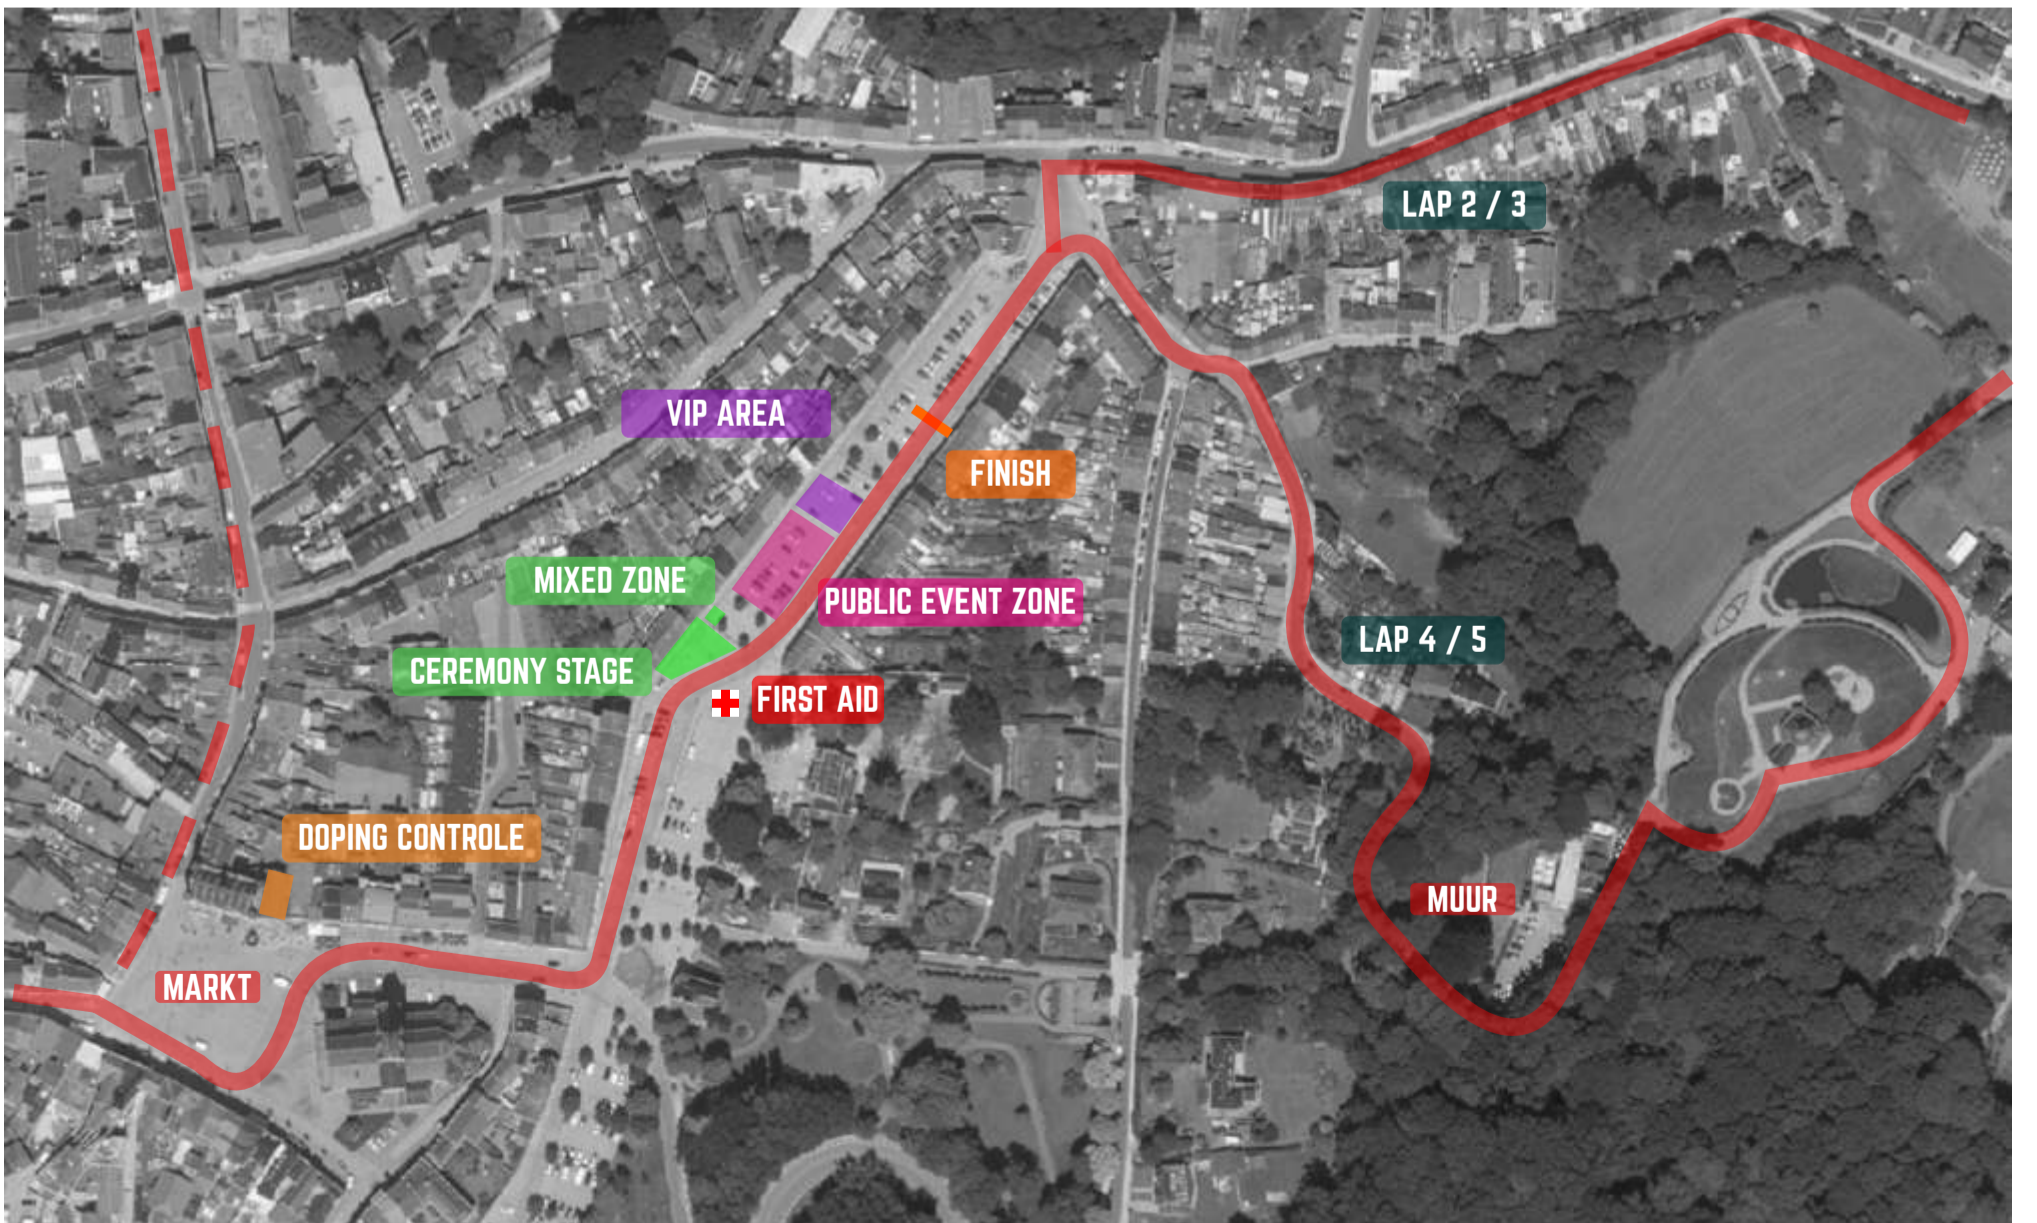 LAP 2 / 3
VIP AREA
FINISH
MIXED ZONE
PUBLIC EVENT ZONE
LAP 4 / 5
CEREMONY STAGE
FIRST AID
DOPING CONTROLE
MUUR
MARKT